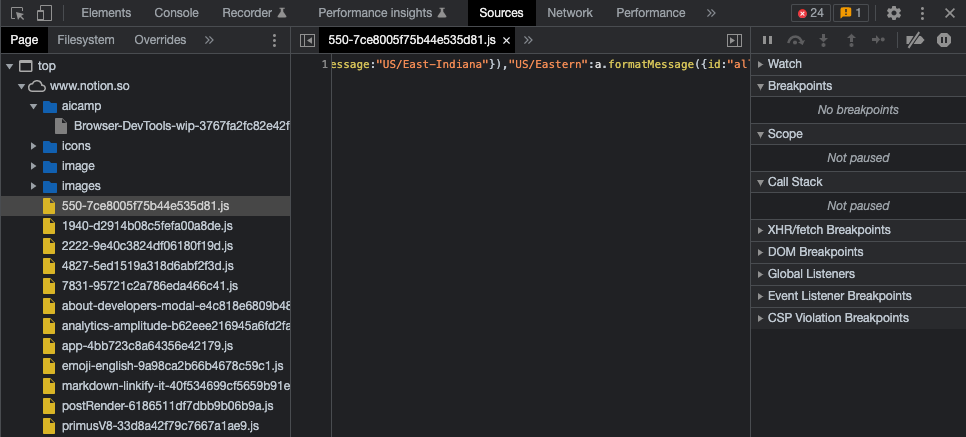 Elements Console Recorder Performance insights Sources Network Performance » 24 1
Page Filesystem Overrides »
550-7ce8005f75b44e535d81.js × »
top
www.notion.so
aicamp
Browser-DevTools-wip-3767fa2fc82e42f
icons
image
images
550-7ce8005f75b44e535d81.js
1940-d2914b08c5fefa00a8de.js
2222-9e40c3824df06180f19d.js
4827-5ed1519a318d6abf2f3d.js
7831-95721c2a786eda466c41.js
about-developers-modal-e4c818e6809b48
analytics-amplitude-b62eee216945a6fd2fa
app-4bb723c8a64356e42179.js
emoji-english-9a98ca2b66b4678c59c1.js
markdown-linkify-it-40f534699cf5659b91e
postRender-6186511df7dbb9b06b9a.js
primusV8-33d8a42f79c7667a1ae9.js
1 essage:"US/East-Indiana"}),"US/Eastern":a.formatMessage({id:"al
Watch
Breakpoints
No breakpoints
Scope
Not paused
Call Stack
Not paused
XHR/fetch Breakpoints
DOM Breakpoints
Global Listeners
Event Listener Breakpoints
CSP Violation Breakpoints